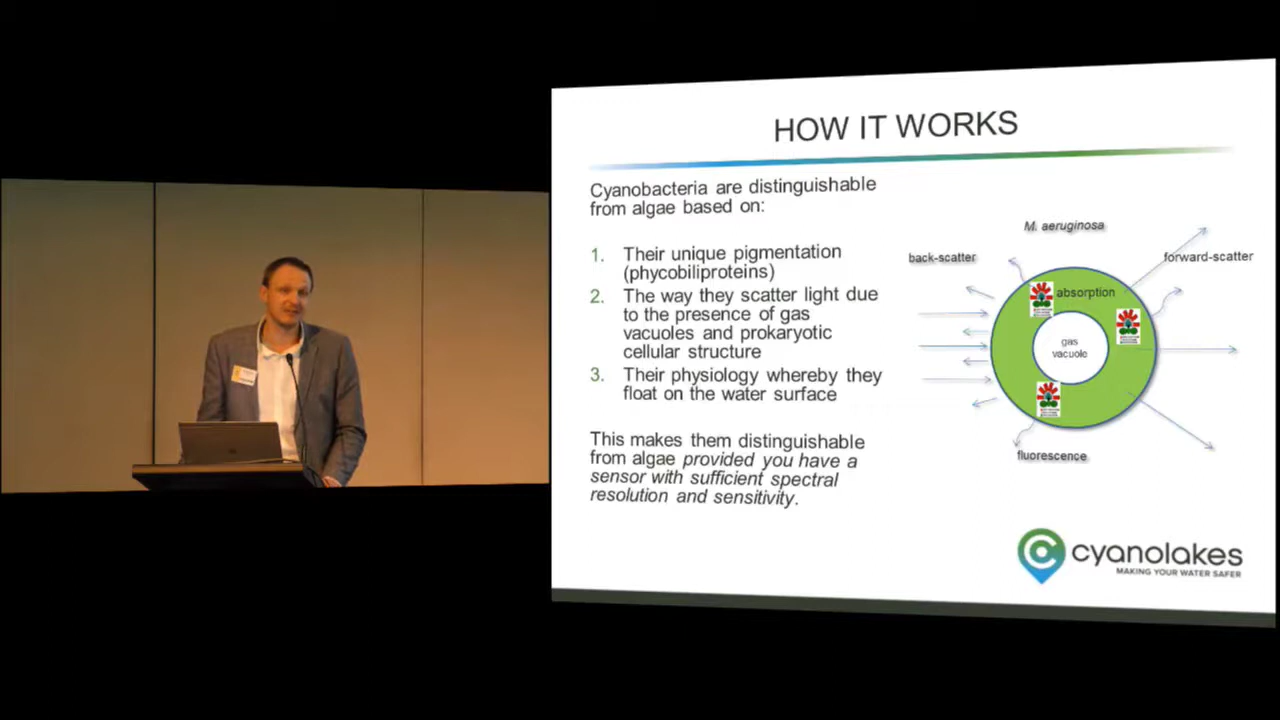 HOW IT WORKS
Cyanobacteria are distinguishable
from algae based on:
1. Their unique pigmentation
(phycobiliproteins)
2. The way they scatter light due
to the presence of gas
vacuoles and prokaryotic
cellular structure
3. Their physiology whereby they
float on the water surface
This makes them distinguishable
from algae provided you have a
sensor with sufficient spectral
resolution and sensitivity.
M. aeruginosa
back-scatter
forward-scatter
absorption
gas
vacuole
fluorescence
cyanolakes
MAKING YOUR WATER SAFER